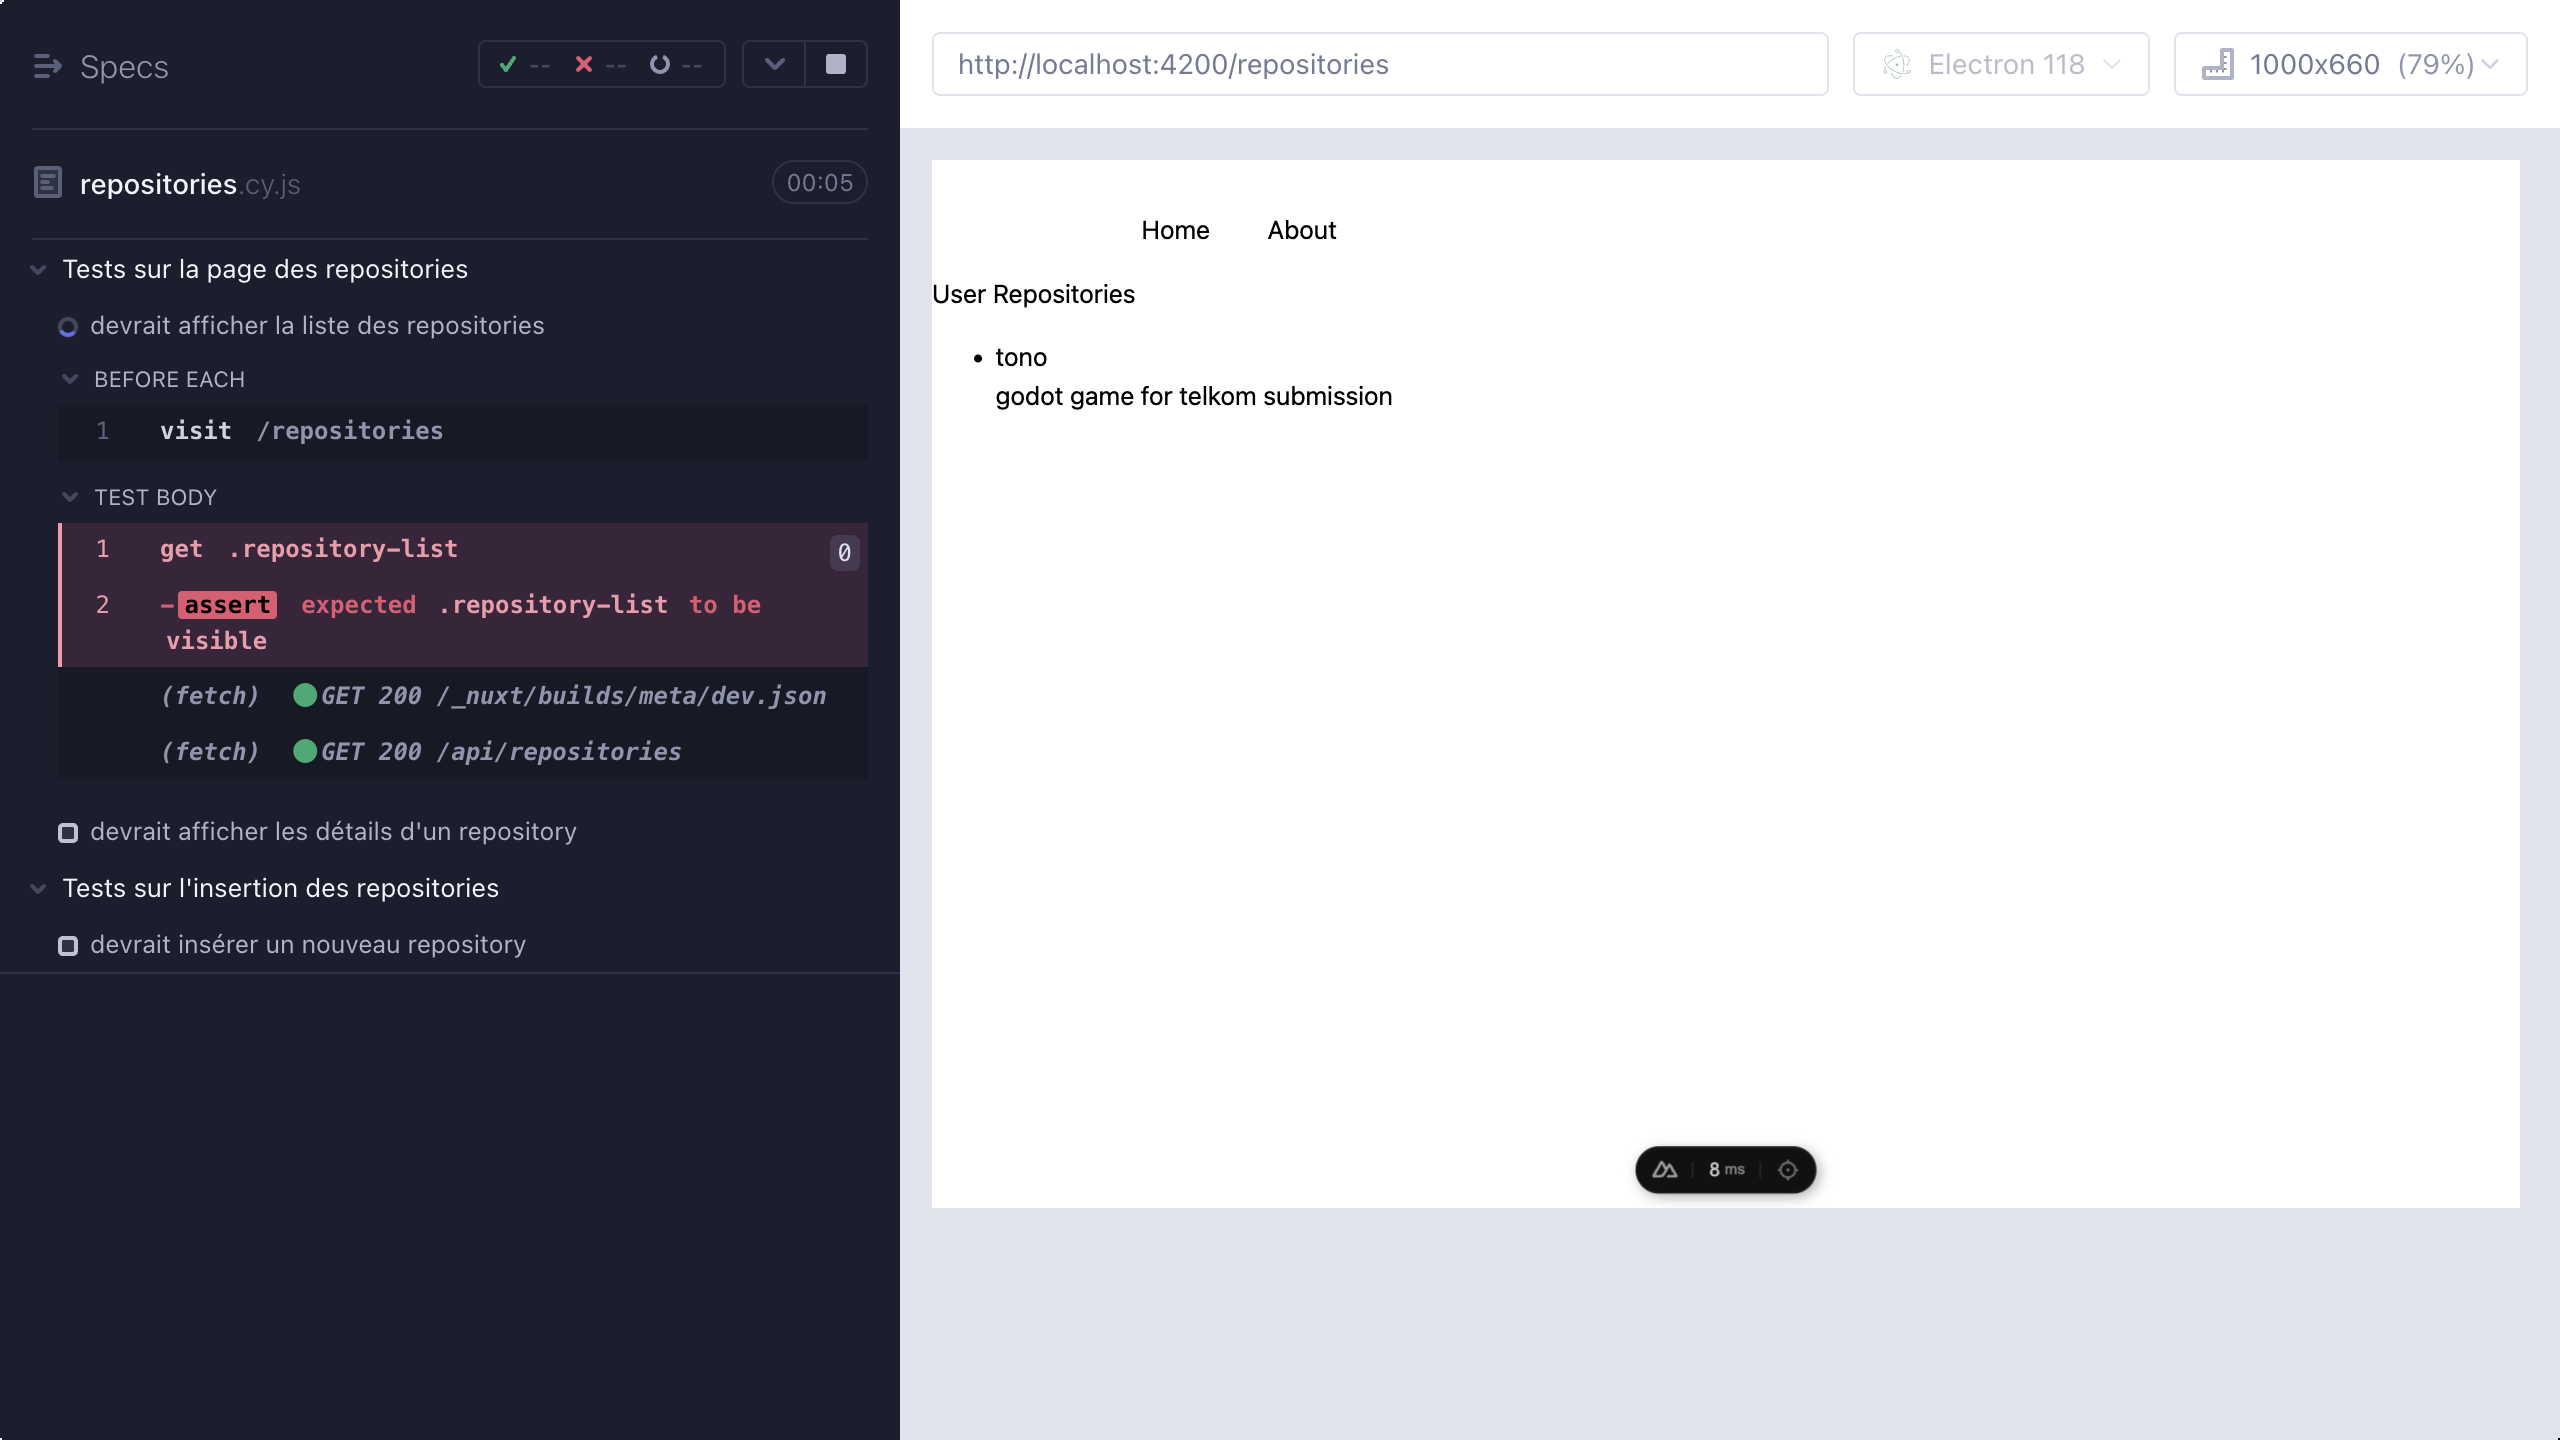 Specs
-- -- --
repositories.cy.js
00:05
Tests sur la page des repositories
devrait afficher la liste des repositories
BEFORE EACH
1 visit /repositories
TEST BODY
1 get .repository-list 0
2 -assert expected .repository-list to be
visible
(fetch) GET 200 /_nuxt/builds/meta/dev.json
(fetch) GET 200 /api/repositories
devrait afficher les détails d'un repository
Tests sur l'insertion des repositories
devrait insérer un nouveau repository
http://localhost:4200/repositories
Electron 118
1000x660 (79%)
Home About
User Repositories
• tono
godot game for telkom submission
8 ms